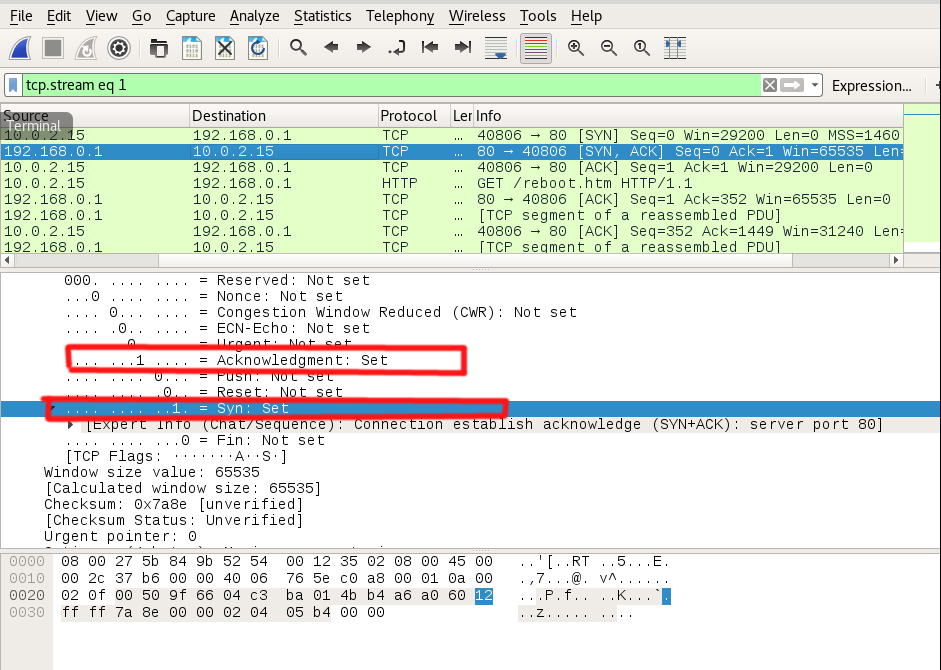 File Edit View Go Capture Analyze Statistics Telephony Wireless Tools Help
tcp.stream eq 1 Expression...
Source Destination Protocol Ler Info
Terminal
10.0.2.15 192.168.0.1 TCP ... 40806 → 80 [SYN] Seq=0 Win=29200 Len=0 MSS=1460
192.168.0.1 10.0.2.15 TCP ... 80 → 40806 [SYN, ACK] Seq=0 Ack=1 Win=65535 Len=
10.0.2.15 192.168.0.1 TCP ... 40806 → 80 [ACK] Seq=1 Ack=1 Win=29200 Len=0
10.0.2.15 192.168.0.1 HTTP ... GET /reboot.htm HTTP/1.1
192.168.0.1 10.0.2.15 TCP ... 80 → 40806 [ACK] Seq=1 Ack=352 Win=65535 Len=0
192.168.0.1 10.0.2.15 TCP ... [TCP segment of a reassembled PDU]
10.0.2.15 192.168.0.1 TCP ... 40806 → 80 [ACK] Seq=352 Ack=1449 Win=31240 Len=
192.168.0.1 10.0.2.15 TCP ... [TCP segment of a reassembled PDU]
000. .... .... = Reserved: Not set
...0 .... .... = Nonce: Not set
.... 0... .... = Congestion Window Reduced (CWR): Not set
.... .0.. .... = ECN-Echo: Not set
.... ..0. .... = Urgent: Not set
.... ...1 .... = Acknowledgment: Set
.... .... 0... = Push: Not set
.... .... .0.. = Reset: Not set
.... .... ..1. = Syn: Set
[Expert Info (Chat/Sequence): Connection establish acknowledge (SYN+ACK): server port 80]
.... .... ...0 = Fin: Not set
[TCP Flags: ·······A··S·]
Window size value: 65535
[Calculated window size: 65535]
Checksum: 0x7a8e [unverified]
[Checksum Status: Unverified]
Urgent pointer: 0
0000 08 00 27 5b 84 9b 52 54 00 12 35 02 08 00 45 00 ..'[..RT ..5...E.
0010 00 2c 37 b6 00 00 40 06 76 5e c0 a8 00 01 0a 00 .,7...@. v^......
0020 02 0f 00 50 9f 66 04 c3 ba 01 4b b4 a6 a0 60 12 ...P.f.. ..K...`.
0030 ff ff 7a 8e 00 00 02 04 05 b4 00 00 ..z..... ....